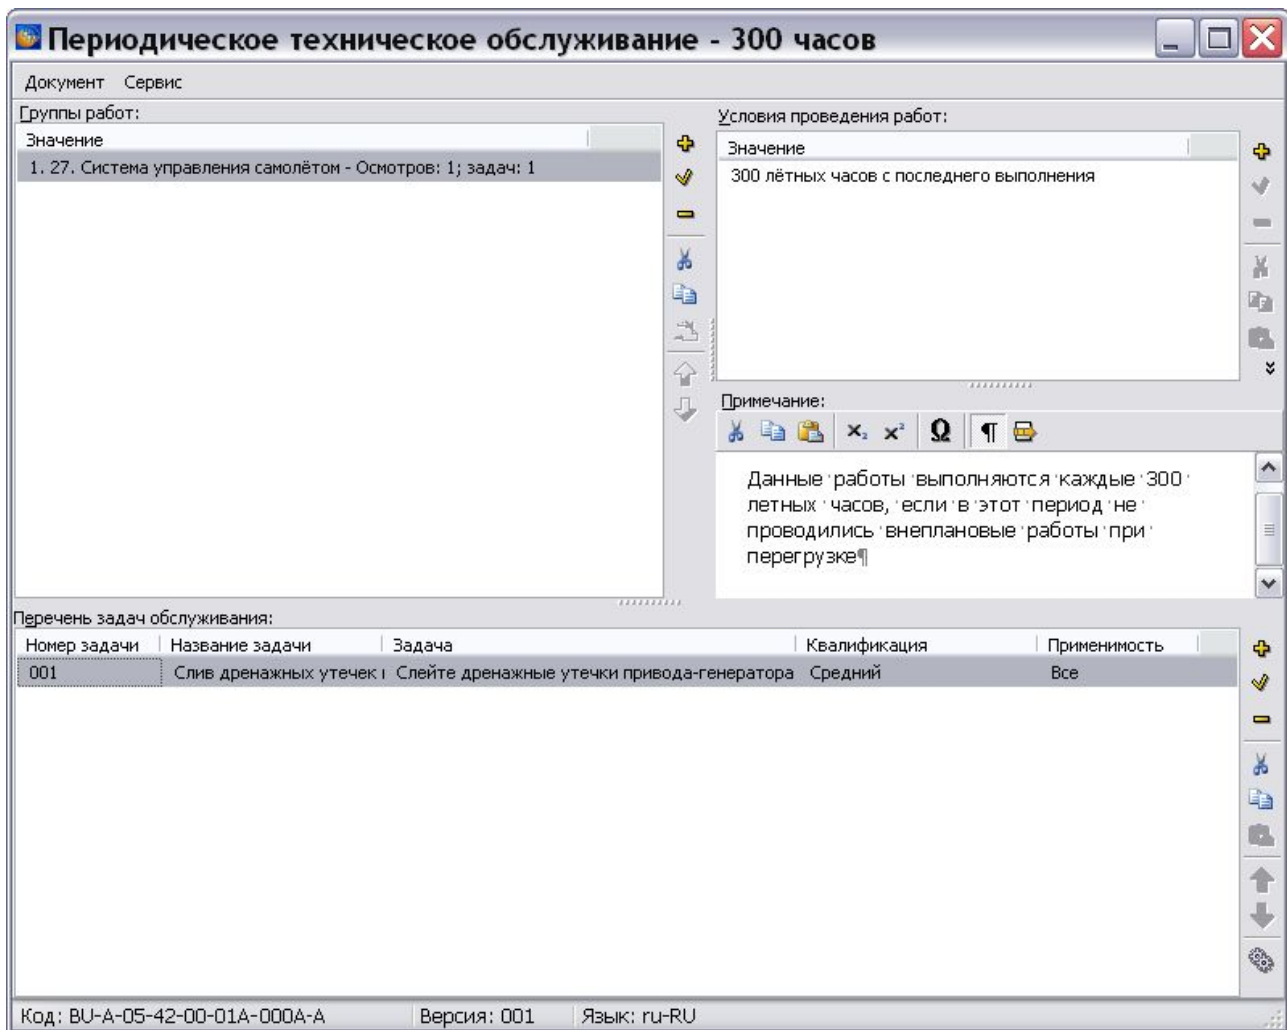 Периодическое техническое обслуживание - 300 часов
Документ Сервис
Группы работ:
Значение
1. 27. Система управления самолётом - Осмотров: 1; задач: 1
Условия проведения работ:
Значение
300 лётных часов с последнего выполнения
Примечание:
Данные работы выполняются каждые 300
летных часов, если в этот период не
проводились внеплановые работы при
перегрузке¶
Перечень задач обслуживания:
Номер задачи Название задачи Задача Квалификация Применимость
001 Слив дренажных утечек Слейте дренажные утечки привода-генератора Средний Все
Код: BU-A-05-42-00-01A-000A-A Версия: 001 Язык: ru-RU